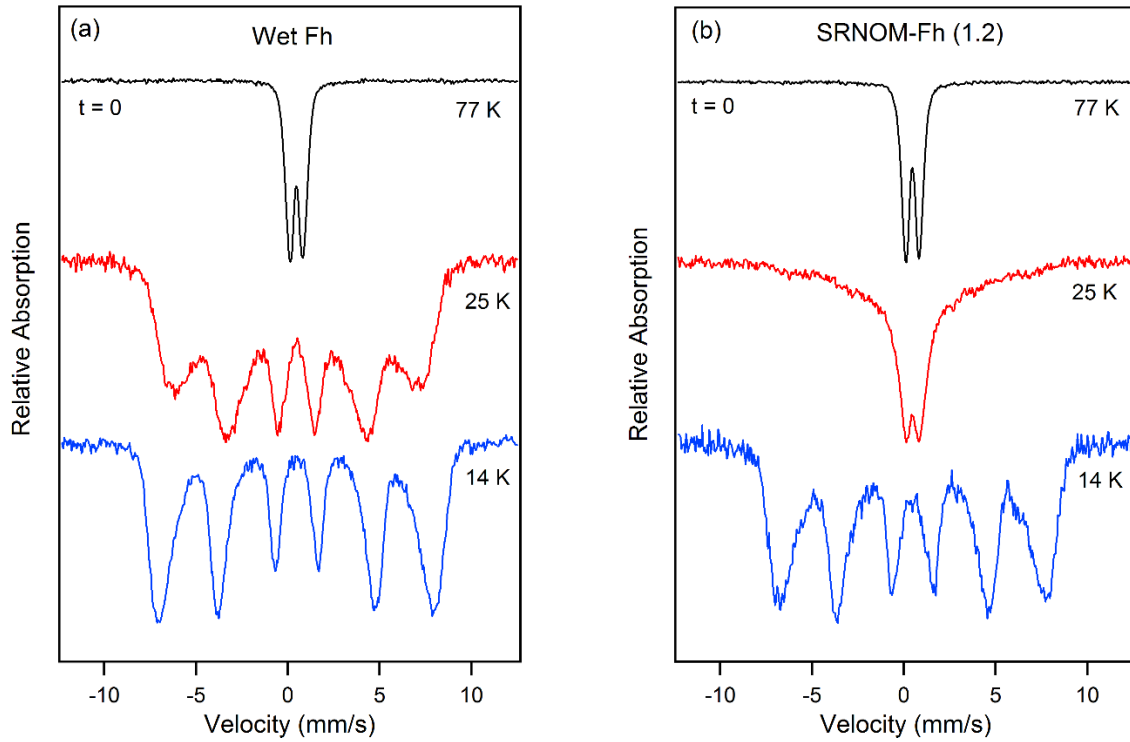 (a)
Wet Fh
t = 0
77 K
25 K
14 K
Relative Absorption
-10 -5 0 5 10
Velocity (mm/s)
(b)
SRNOM-Fh (1.2)
t = 0
77 K
25 K
14 K
Relative Absorption
-10 -5 0 5 10
Velocity (mm/s)